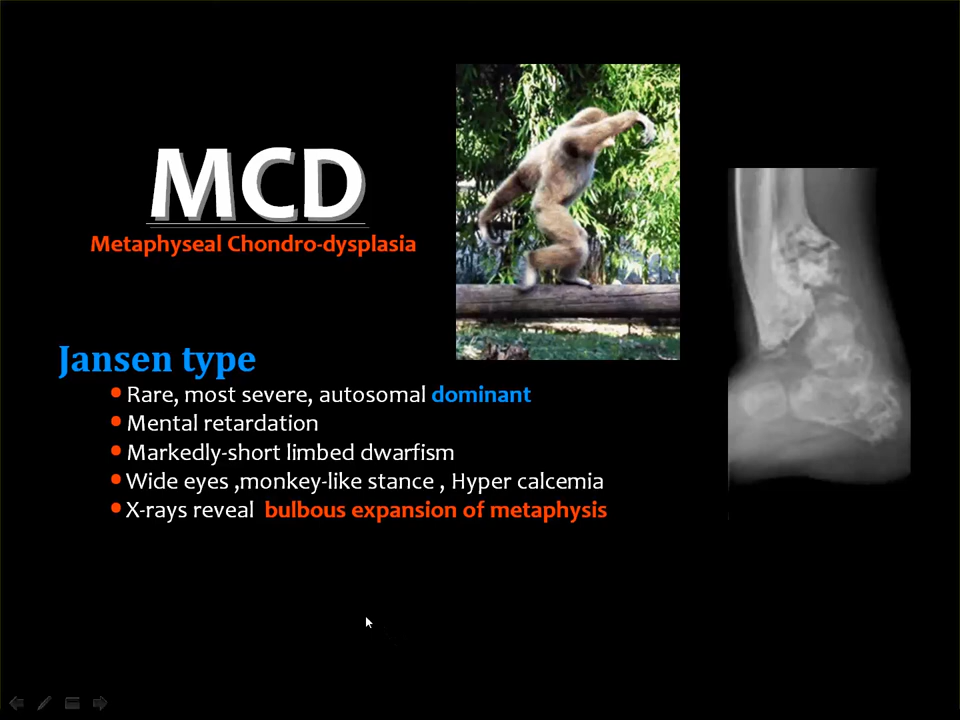 MCD
Metaphyseal Chondro-dysplasia
Jansen type
• Rare, most severe, autosomal dominant
• Mental retardation
• Markedly-short limbed dwarfism
• Wide eyes ,monkey-like stance , Hyper calcemia
• X-rays reveal bulbous expansion of metaphysis